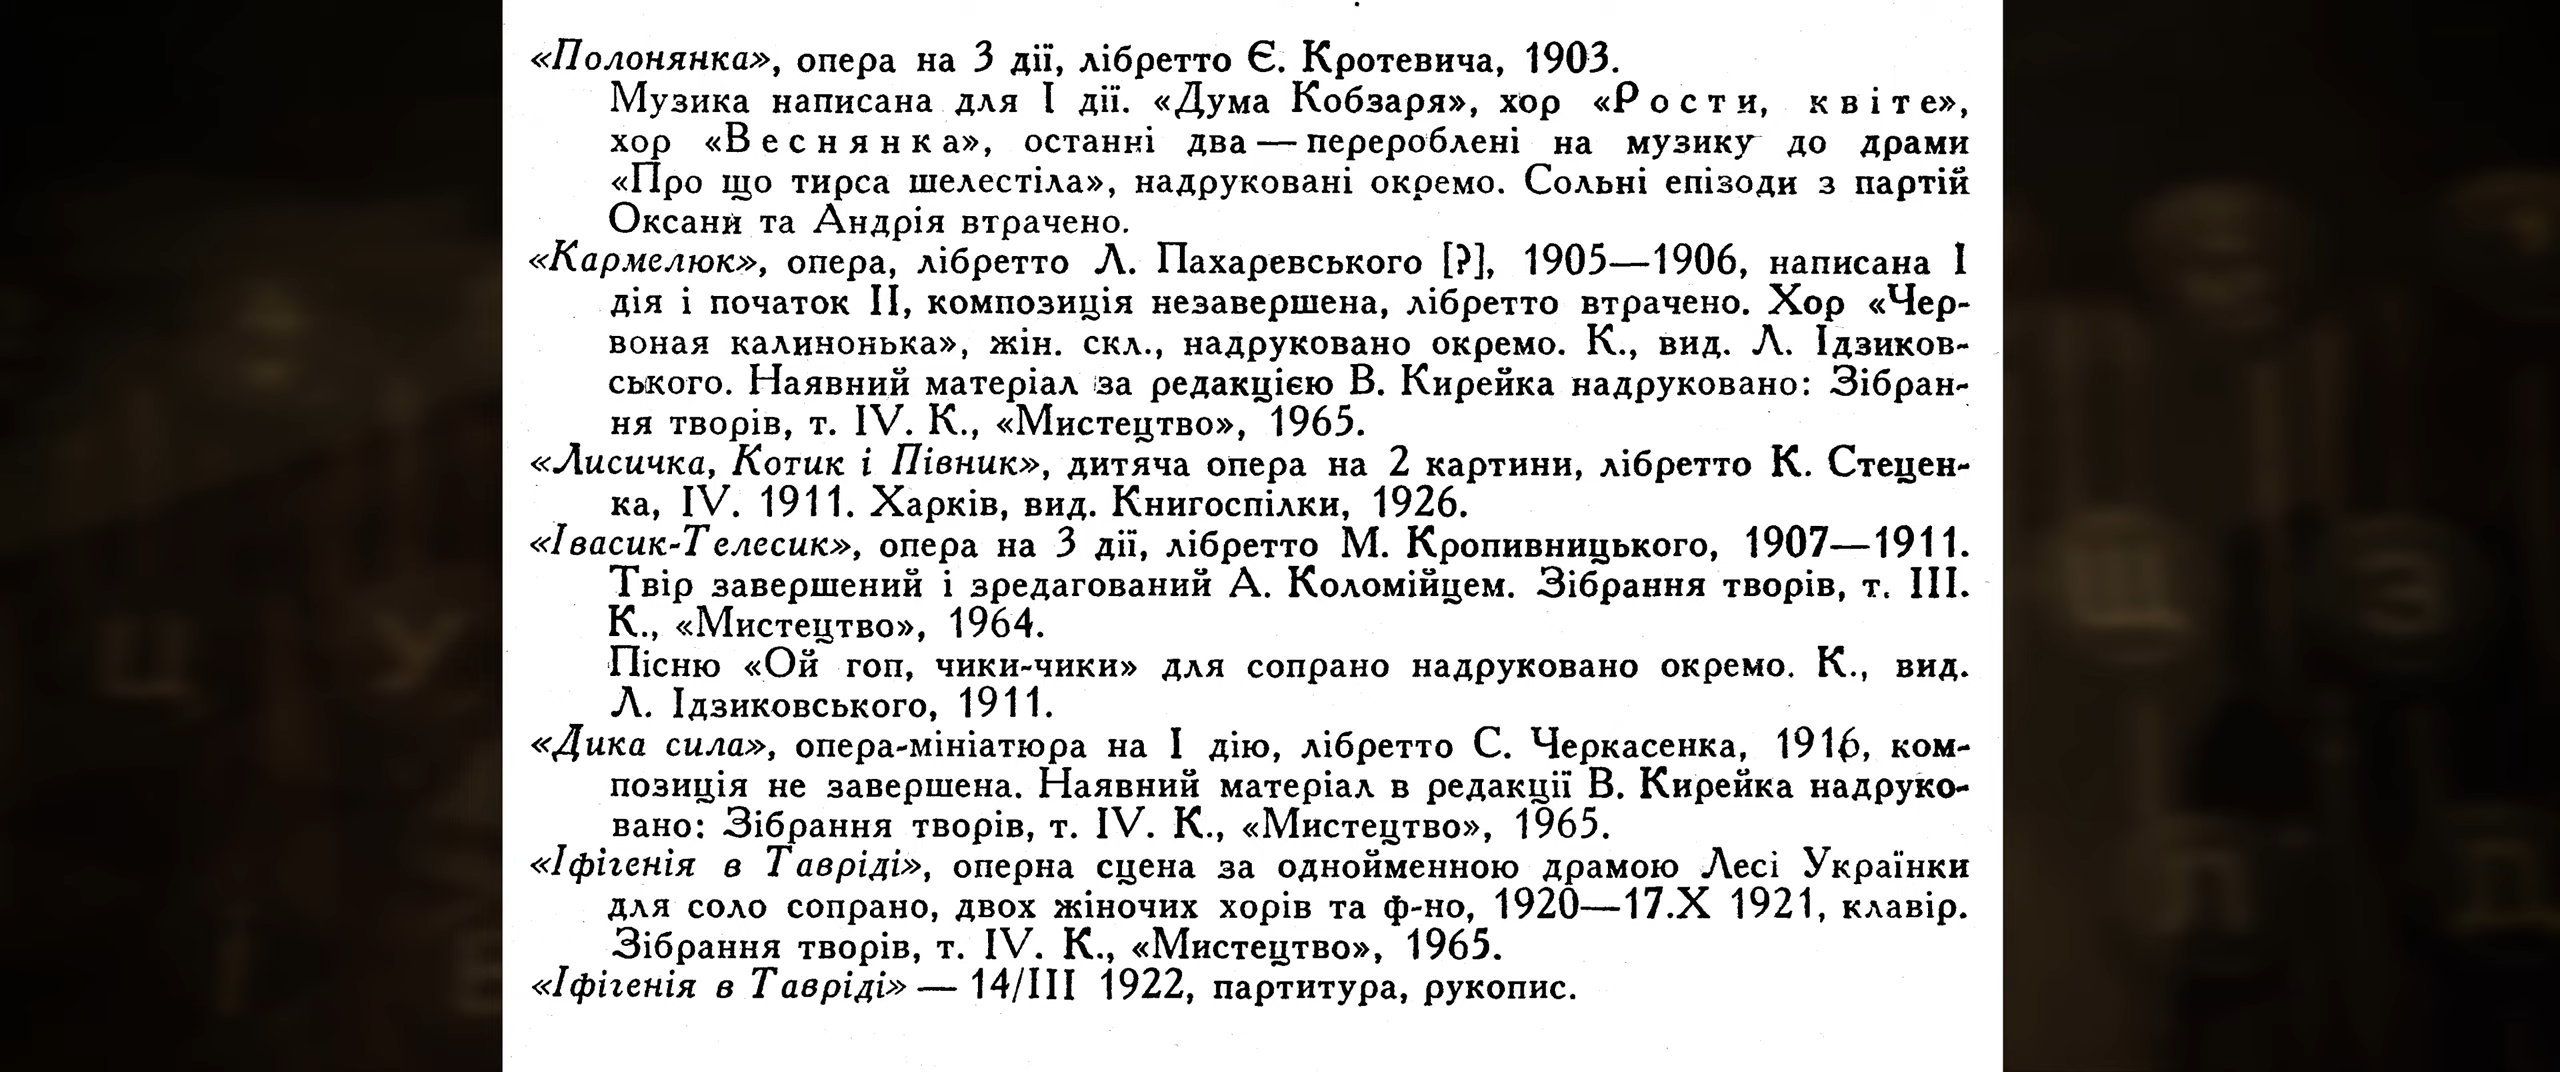 «Полонянка», опера на 3 дії, лібретто Є. Кротевича, 1903.
Музика написана для І дії. «Дума Кобзаря», хор «Рости, квіте»,
хор «Веснянка», останні два — перероблені на музику до драми
«Про що тирса шелестіла», надруковані окремо. Сольні епізоди з партій
Оксани та Андрія втрачено.
«Кармелюк», опера, лібретто Л. Пахаревського [?], 1905—1906, написана І
дія і початок ІІ, композиція незавершена, лібретто втрачено. Хор «Чер-
воная калинонька», жін. скл., надруковано окремо. К., вид. Л. Ідзиков-
ського. Наявний матеріал за редакцією В. Кирейка надруковано: Зібран-
ня творів, т. IV. К., «Мистецтво», 1965.
«Лисичка, Котик і Півник», дитяча опера на 2 картини, лібретто К. Стецен-
ка, IV. 1911. Харків, вид. Книгоспілки, 1926.
«Івасик-Телесик», опера на 3 дії, лібретто М. Кропивницького, 1907—1911.
Твір завершений і зредагований А. Коломійцем. Зібрання творів, т. III.
К., «Мистецтво», 1964.
Пісню «Ой гоп, чики-чики» для сопрано надруковано окремо. К., вид.
Л. Ідзиковського, 1911.
«Дика сила», опера-мініатюра на І дію, лібретто С. Черкасенка, 1916, ком-
позиція не завершена. Наявний матеріал в редакції В. Кирейка надруко-
вано: Зібрання творів, т. IV. К., «Мистецтво», 1965.
«Іфігенія в Тавріді», оперна сцена за однойменною драмою Лесі Українки
для соло сопрано, двох жіночих хорів та ф-но, 1920—17.X 1921, клавір.
Зібрання творів, т. IV. К., «Мистецтво», 1965.
«Іфігенія в Тавріді» — 14/III 1922, партитура, рукопис.